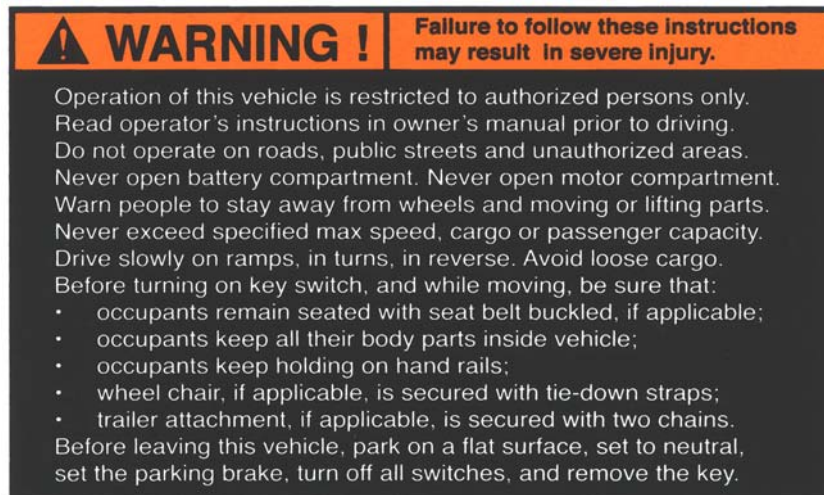 WARNING !
Failure to follow these instructions
may result in severe injury.
Operation of this vehicle is restricted to authorized persons only.
Read operator's instructions in owner's manual prior to driving.
Do not operate on roads, public streets and unauthorized areas.
Never open battery compartment. Never open motor compartment.
Warn people to stay away from wheels and moving or lifting parts.
Never exceed specified max speed, cargo or passenger capacity.
Drive slowly on ramps, in turns, in reverse. Avoid loose cargo.
Before turning on key switch, and while moving, be sure that:
• occupants remain seated with seat belt buckled, if applicable;
• occupants keep all their body parts inside vehicle;
• occupants keep holding on hand rails;
• wheel chair, if applicable, is secured with tie-down straps;
• trailer attachment, if applicable, is secured with two chains.
Before leaving this vehicle, park on a flat surface, set to neutral,
set the parking brake, turn off all switches, and remove the key.